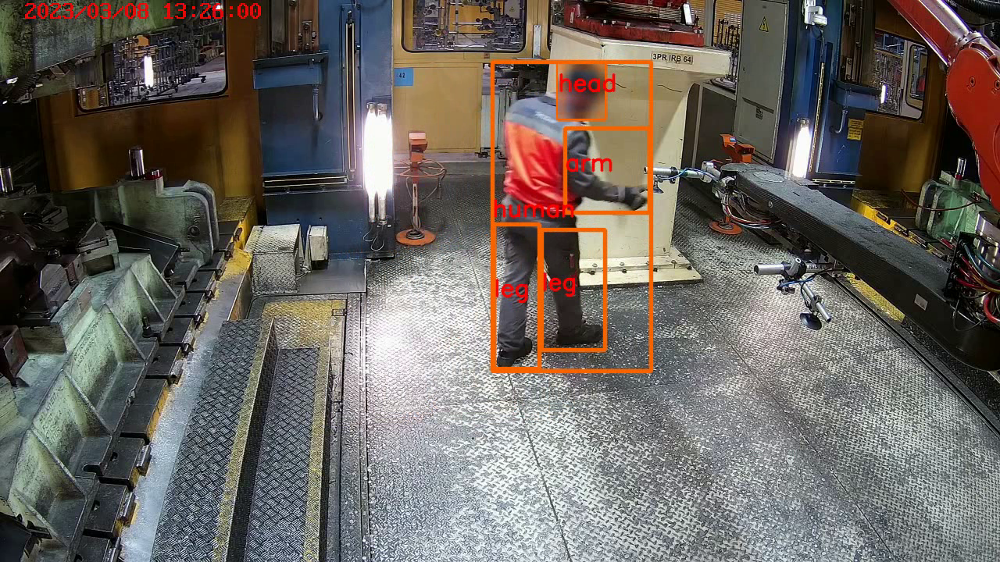 2023/03/08 13:26:00
3PR IRB 64
42
head
arm
human
leg
leg